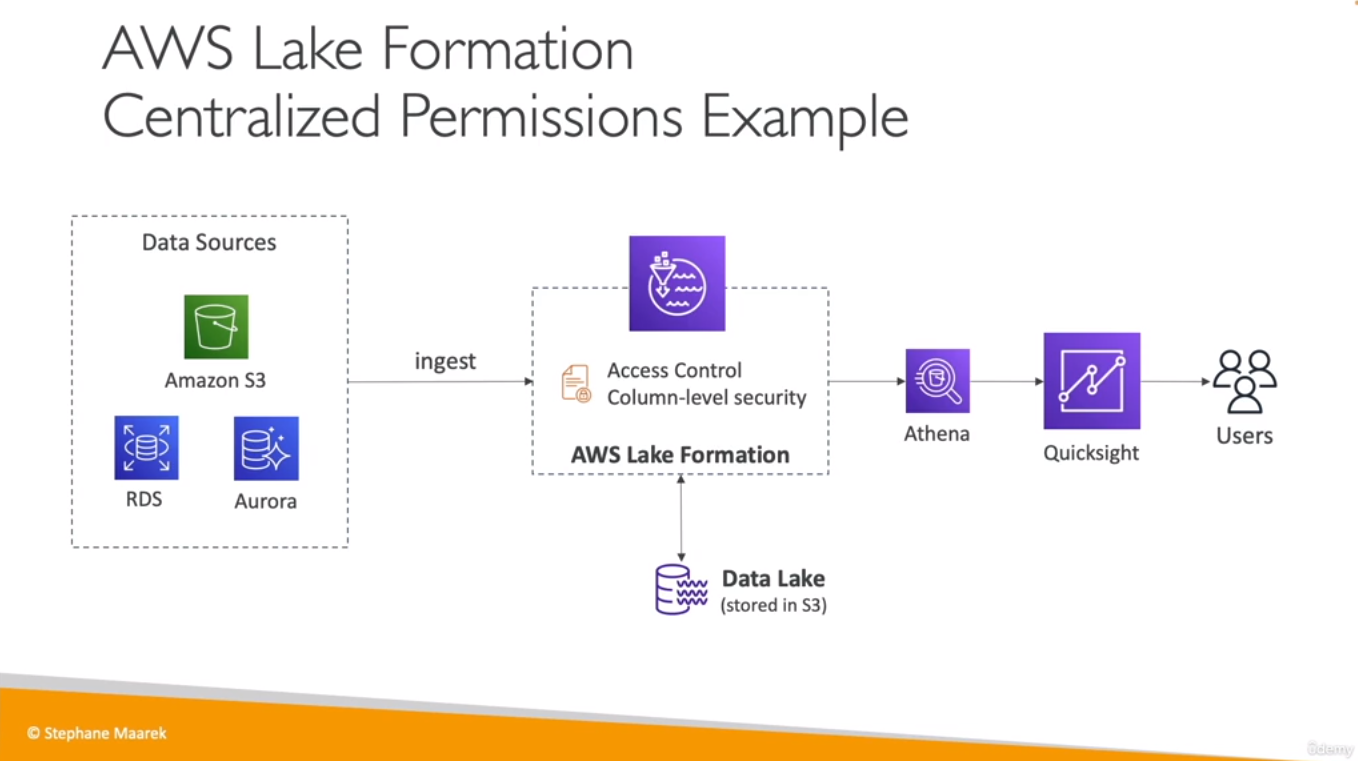 AWS Lake Formation
Centralized Permissions Example
Data Sources
Amazon S3
RDS
Aurora
ingest
Access Control
Column-level security
AWS Lake Formation
Data Lake
(stored in S3)
Athena
Quicksight
Users
© Stephane Maarek
ûdemy